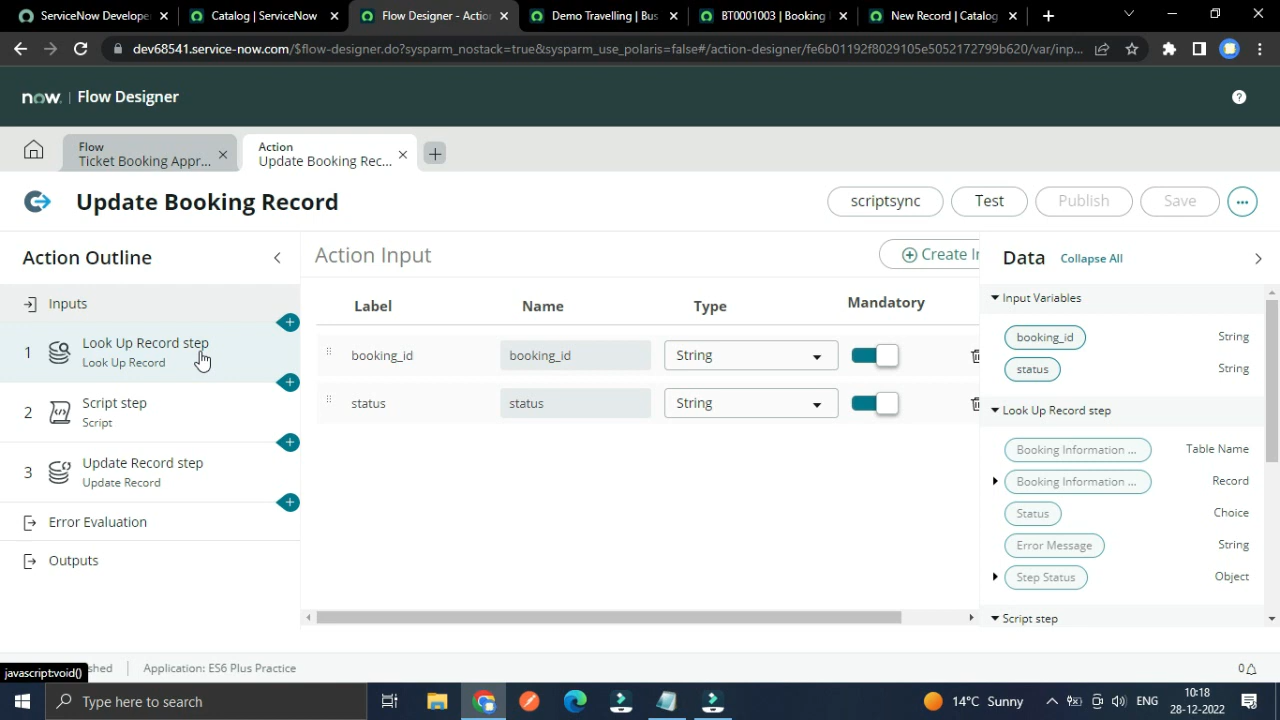 ServiceNow Develope
Catalog | ServiceNow
Flow Designer - Actio
Demo Travelling | Bus
BT0001003 | Booking
New Record | Catalog
dev68541.service-now.com/$flow-designer.do?sysparm_nostack=true&sysparm_use_polaris=false#/action-designer/fe6b01192f8029105e5052172799b620/var/inp...
now. | Flow Designer
Flow
Ticket Booking Appr...
Action
Update Booking Rec...
Update Booking Record
scriptsync
Test
Publish
Save
Action Outline
Inputs
1
Look Up Record step
Look Up Record
2
Script step
Script
3
Update Record step
Update Record
Error Evaluation
Outputs
Action Input
Create In
Label Name Type Mandatory
booking_id booking_id String
status status String
Data Collapse All
Input Variables
booking_id String
status String
Look Up Record step
Booking Information ... Table Name
Booking Information ... Record
Status Choice
Error Message String
Step Status Object
Script step
javascript:void()
shed
Application: ES6 Plus Practice
0
Type here to search
14°C Sunny
ENG
10:18
28-12-2022